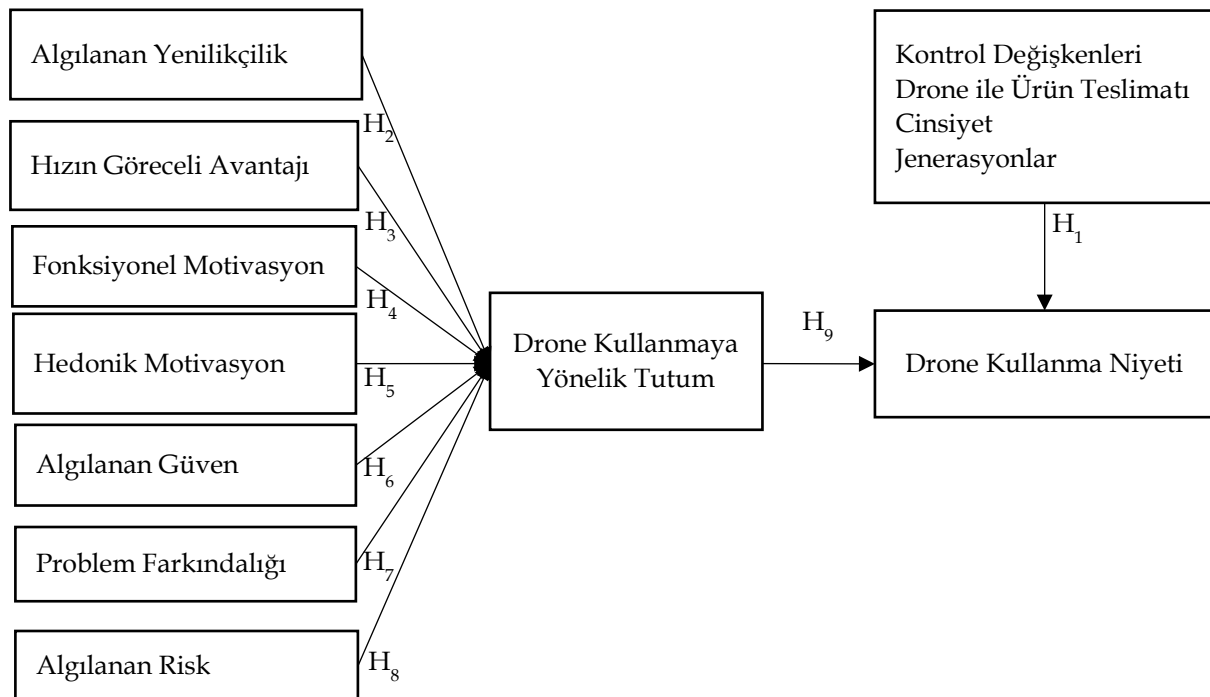 Algılanan Yenilikçilik
H2
Hızın Göreceli Avantajı
H3
Fonksiyonel Motivasyon
H4
Hedonik Motivasyon
H5
Algılanan Güven
H6
Problem Farkındalığı
H7
Algılanan Risk
H8
Drone Kullanmaya
Yönelik Tutum
H9
Kontrol Değişkenleri
Drone ile Ürün Teslimatı
Cinsiyet
Jenerasyonlar
H1
Drone Kullanma Niyeti